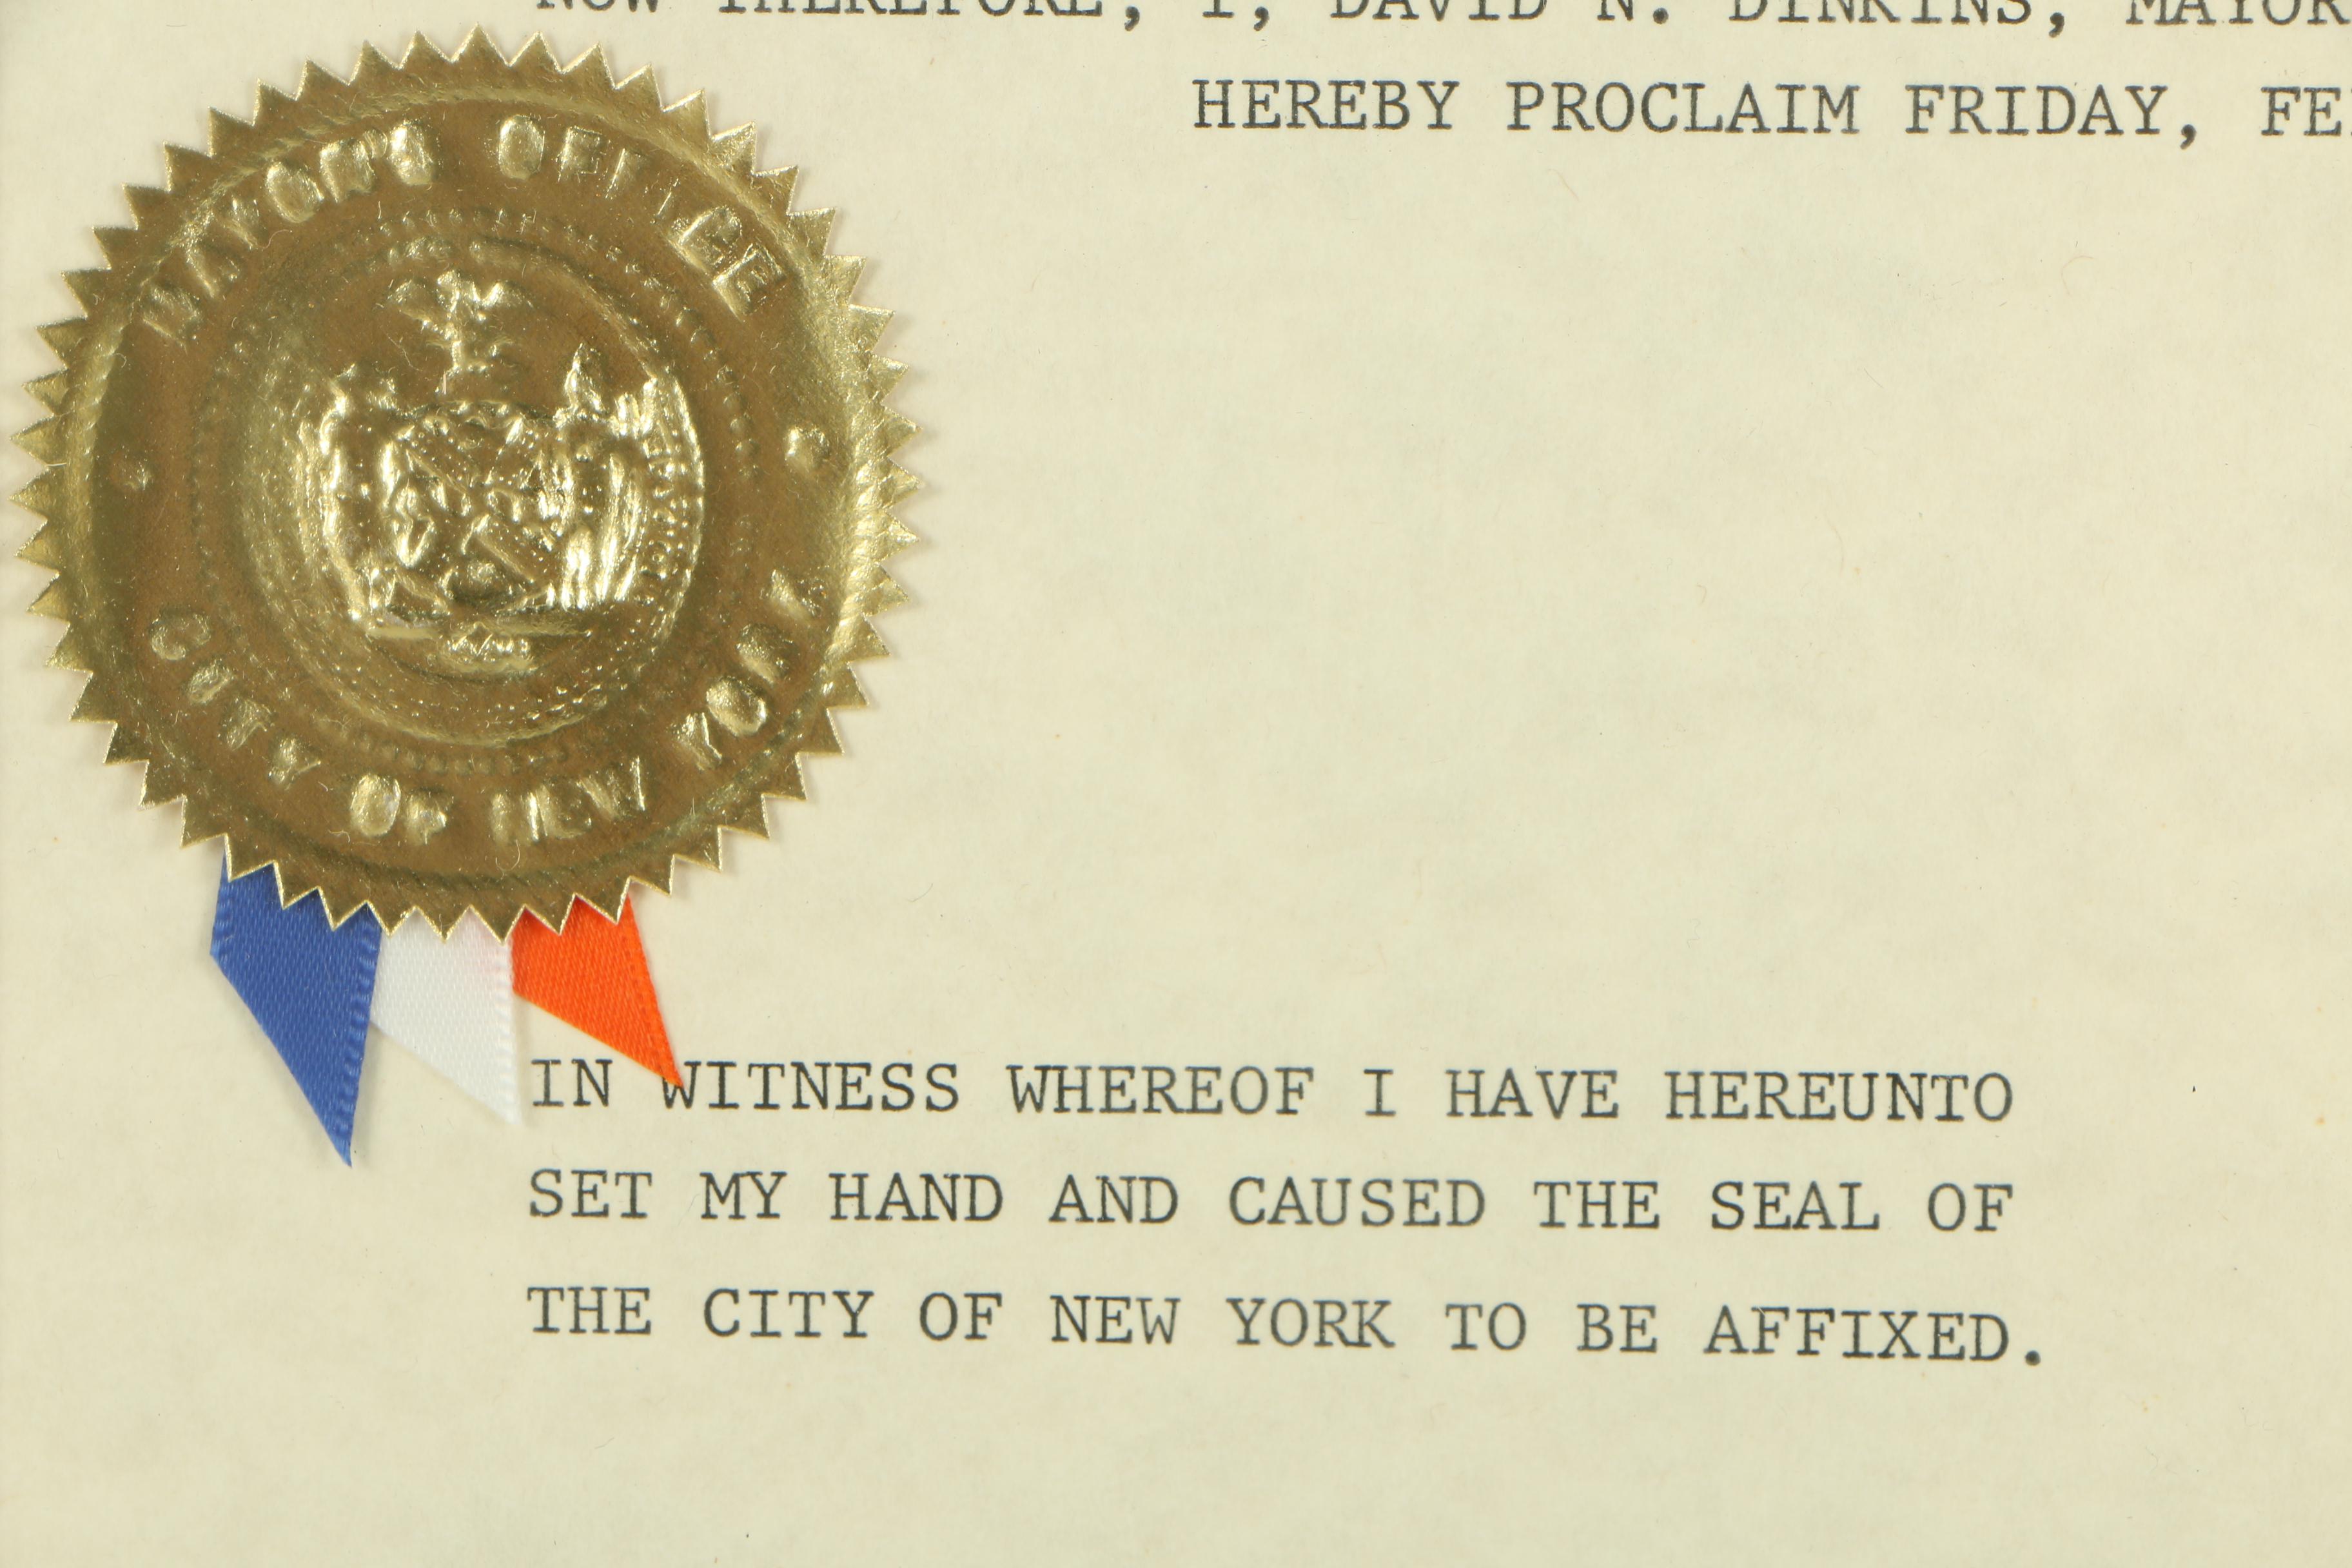 NOW THEREFORE, I, DAVID N. DINKINS, MAYOR
HEREBY PROCLAIM FRIDAY, FE
MAYOR'S OFFICE
CITY OF NEW YORK
IN WITNESS WHEREOF I HAVE HEREUNTO
SET MY HAND AND CAUSED THE SEAL OF
THE CITY OF NEW YORK TO BE AFFIXED.